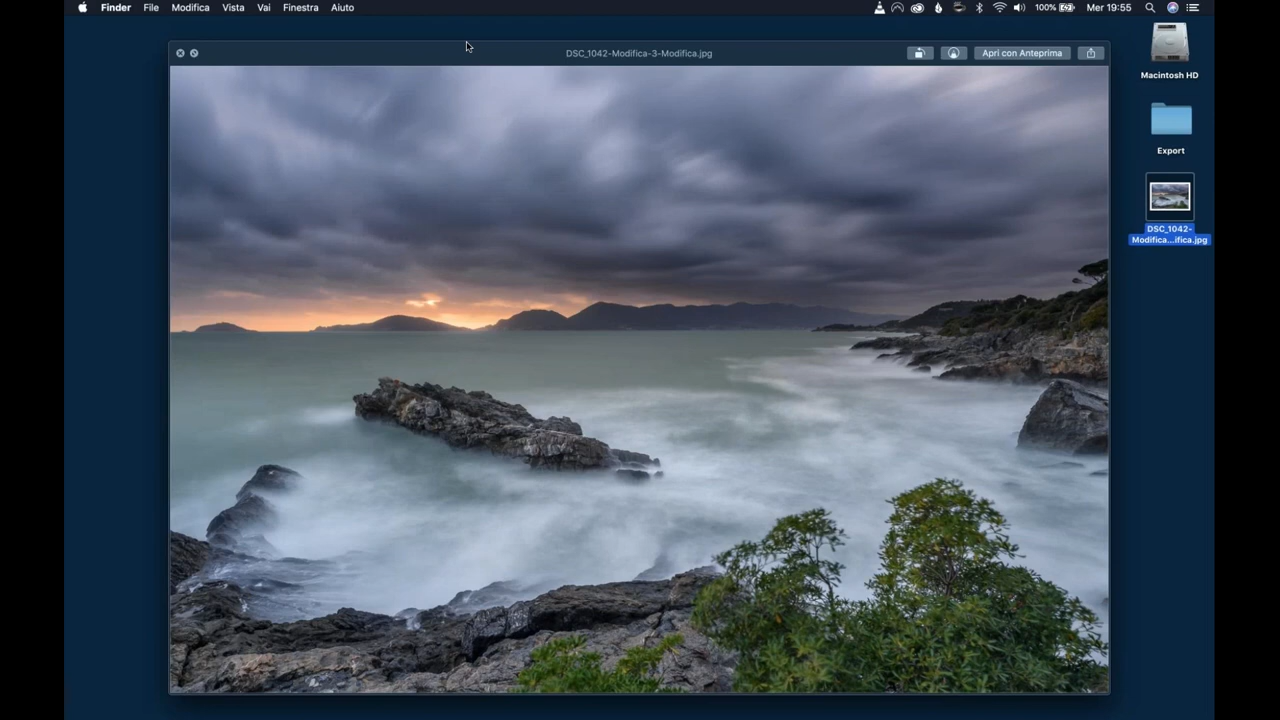 Finder File Modifica Vista Vai Finestra Aiuto 100% Mer 19:55
DSC_1042-Modifica-3-Modifica.jpg Apri con Anteprima
Macintosh HD
Export
DSC_1042-
Modifica...ifica.jpg